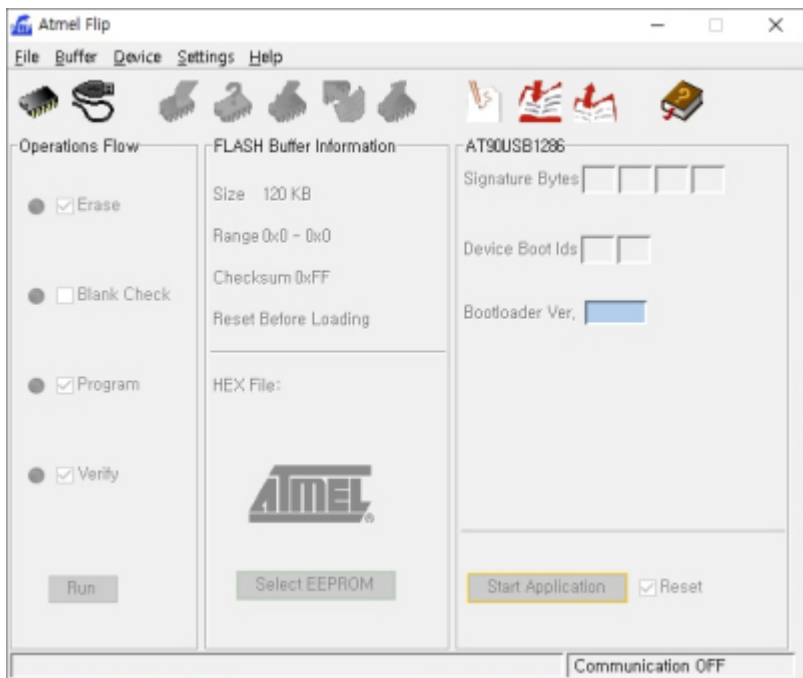 Atmel Flip
File Buffer Device Settings Help
Operations Flow
Erase
Blank Check
Program
Verify
Run
FLASH Buffer Information
Size 120 KB
Range 0x0 - 0x0
Checksum 0xFF
Reset Before Loading
HEX File:
ATMEL
Select EEPROM
AT90USB1286
Signature Bytes
Device Boot Ids
Bootloader Ver,
Start Application
Reset
Communication OFF